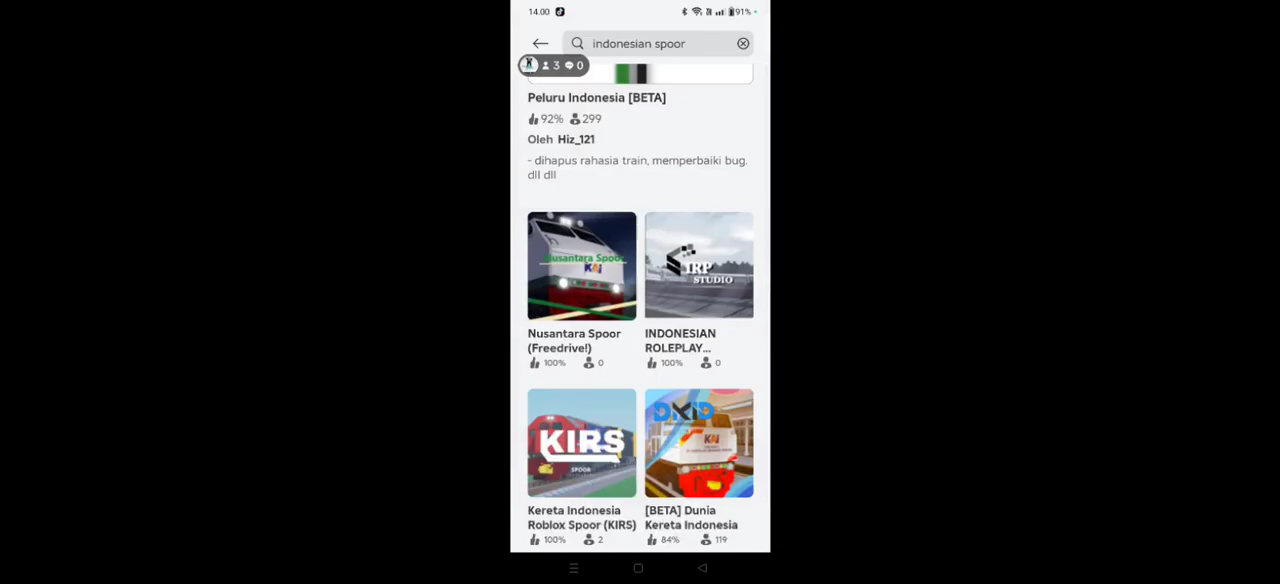 14.00
91%
indonesian spoor
3 0
Peluru Indonesia [BETA]
92% 299
Oleh Hiz_121
- dihapus rahasia train, memperbaiki bug.
dll dll
Nusantara Spoor
KAI
IRP
STUDIO
Nusantara Spoor
(Freedrive!)
100% 0
INDONESIAN
ROLEPLAY...
100% 0
KIRS
SPOOR
DKID
KAI
Kereta Indonesia
Roblox Spoor (KIRS)
100% 2
[BETA] Dunia
Kereta Indonesia
84% 119